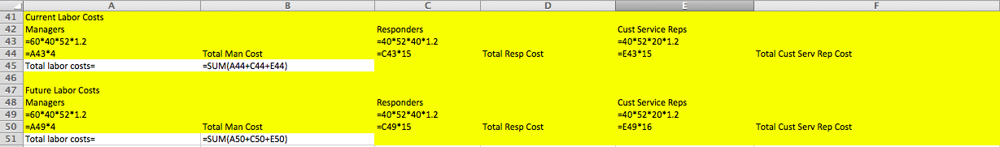 A B C D E F
41 Current Labor Costs
42 Managers Responders Cust Service Reps
43 =60*40*52*1.2 =40*52*40*1.2 =40*52*20*1.2
44 =A43*4 Total Man Cost =C43*15 Total Resp Cost =E43*15 Total Cust Serv Rep Cost
45 Total labor costs= =SUM(A44+C44+E44)
46
47 Future Labor Costs
48 Managers Responders Cust Service Reps
49 =60*40*52*1.2 =40*52*40*1.2 =40*52*20*1.2
50 =A49*4 Total Man Cost =C49*15 Total Resp Cost =E49*16 Total Cust Serv Rep Cost
51 Total labor costs= =SUM(A50+C50+E50)